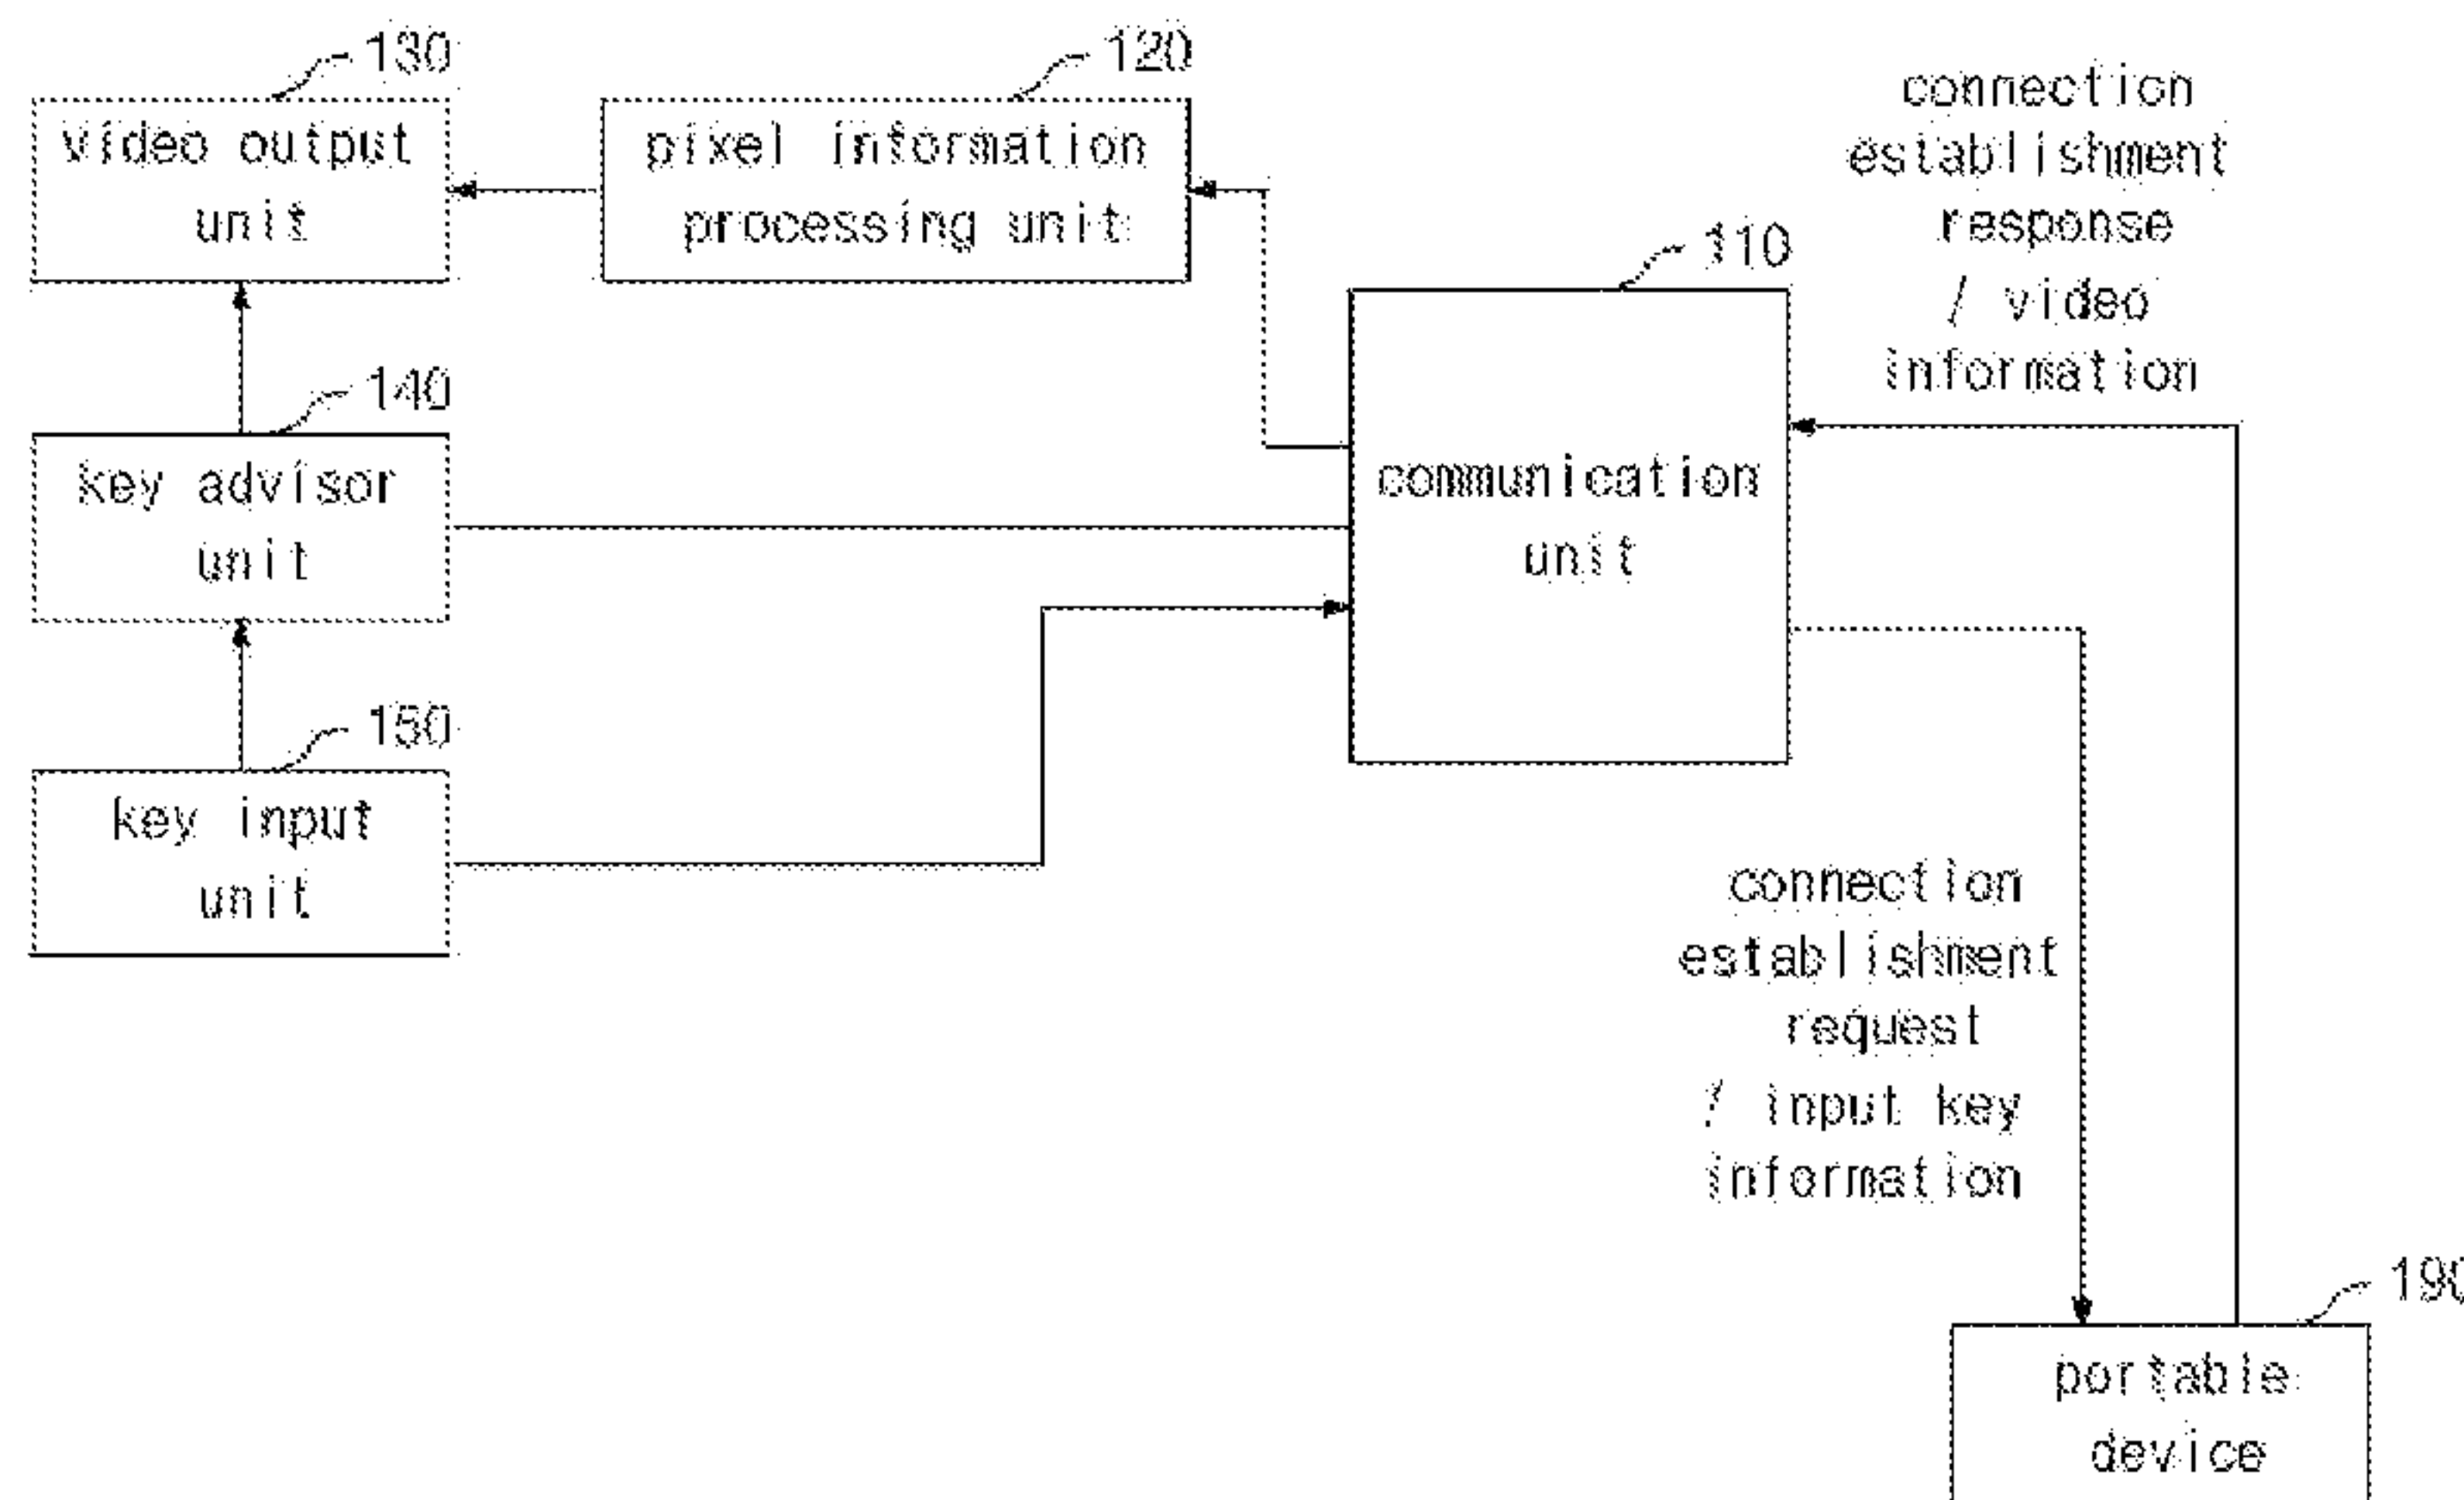 130
video output
unit
120
pixel information
processing unit
140
key advisor
unit
150
key input
unit
110
communication
unit
connection
establishment
response
/ video
information
connection
establishment
request
/ input key
information
190
portable
device